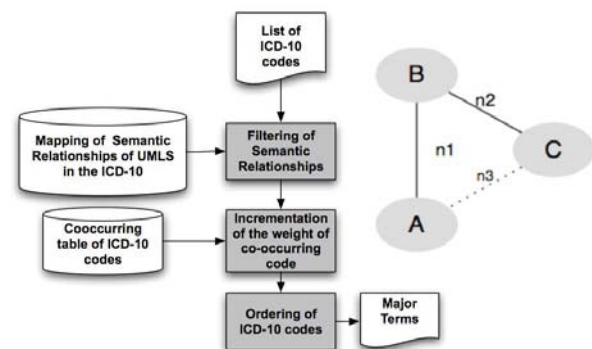 List of
ICD-10
codes
Mapping of Semantic
Relationships of UMLS
in the ICD-10
Filtering of
Semantic
Relationships
Cooccurring
table of ICD-10
codes
Incrementation
of the weight of
co-occurring
code
Ordering of
ICD-10 codes
Major
Terms
B
n2
n1
C
n3
A